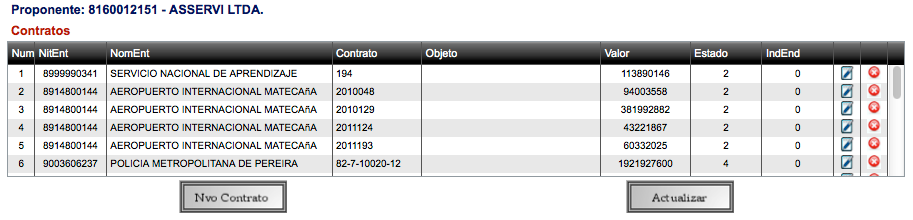 Proponente: 8160012151 - ASSERVI LTDA.
Contratos
Num NitEnt NomEnt Contrato Objeto Valor Estado IndEnd
1 8999990341 SERVICIO NACIONAL DE APRENDIZAJE 194 113890146 2 0
2 8914800144 AEROPUERTO INTERNACIONAL MATECAñA 2010048 94003558 2 0
3 8914800144 AEROPUERTO INTERNACIONAL MATECAñA 2010129 381992882 2 0
4 8914800144 AEROPUERTO INTERNACIONAL MATECAñA 2011124 43221867 2 0
5 8914800144 AEROPUERTO INTERNACIONAL MATECAñA 2011193 60332025 2 0
6 9003606237 POLICIA METROPOLITANA DE PEREIRA 82-7-10020-12 1921927600 4 0
Nvo Contrato Actualizar